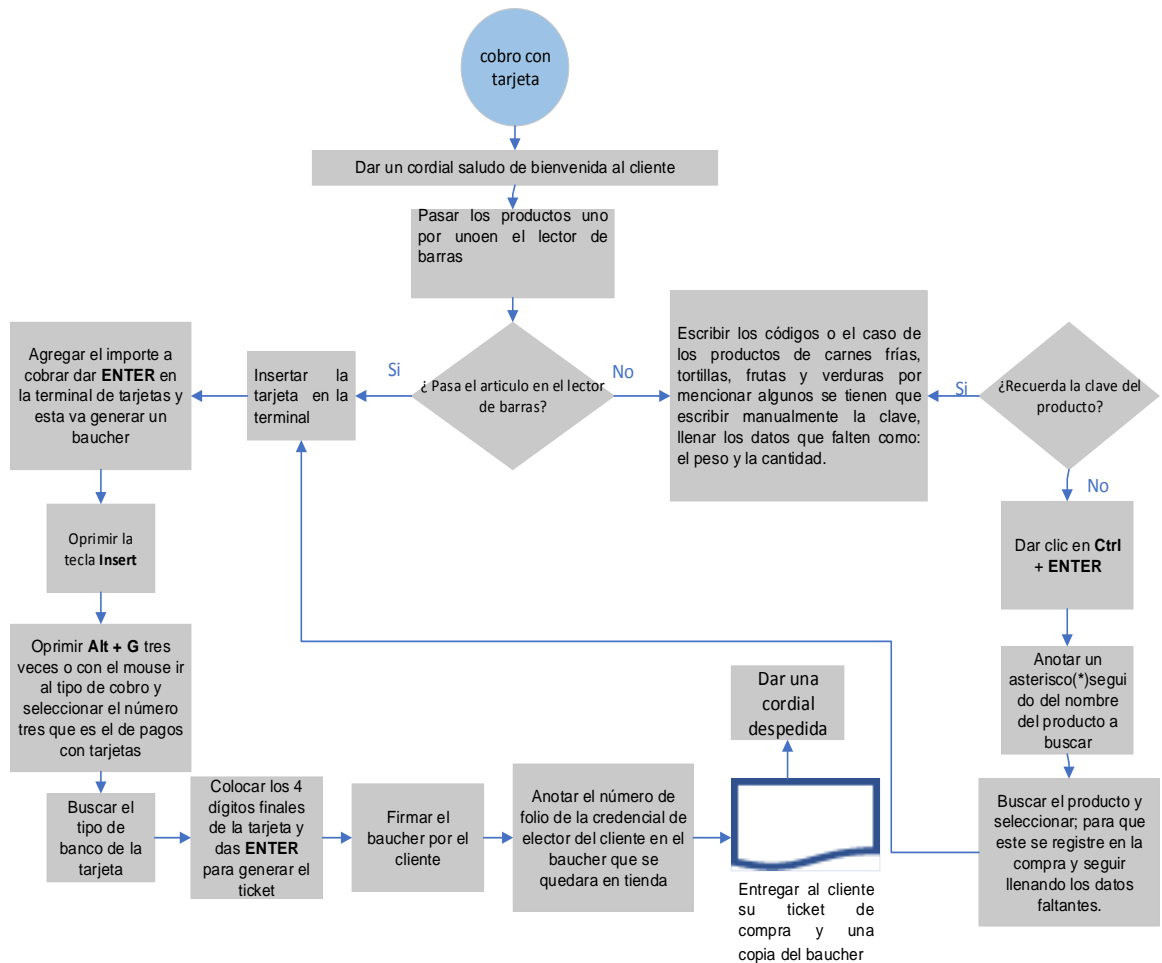 cobro con
tarjeta
Dar un cordial saludo de bienvenida al cliente
Pasar los productos uno
por unoen el lector de
barras
¿ Pasa el articulo en el lector
de barras?
Si
No
Insertar la
tarjeta en la
terminal
Agregar el importe a
cobrar dar ENTER en
la terminal de tarjetas y
esta va generar un
baucher
Escribir los códigos o el caso de
los productos de carnes frías,
tortillas, frutas y verduras por
mencionar algunos se tienen que
escribir manualmente la clave,
llenar los datos que falten como:
el peso y la cantidad.
Si
¿Recuerda la clave del
producto?
No
Dar clic en Ctrl
+ ENTER
Anotar un
asterisco(*)segui
do del nombre
del producto a
buscar
Buscar el producto y
seleccionar; para que
este se registre en la
compra y seguir
llenando los datos
faltantes.
Oprimir la
tecla Insert
Oprimir Alt + G tres
veces o con el mouse ir
al tipo de cobro y
seleccionar el número
tres que es el de pagos
con tarjetas
Buscar el
tipo de
banco de la
tarjeta
Colocar los 4
dígitos finales
de la tarjeta y
das ENTER
para generar el
ticket
Firmar el
baucher por el
cliente
Anotar el número de
folio de la credencial de
elector del cliente en el
baucher que se
quedara en tienda
Entregar al cliente
su ticket de
compra y una
copia del baucher
Dar una
cordial
despedida